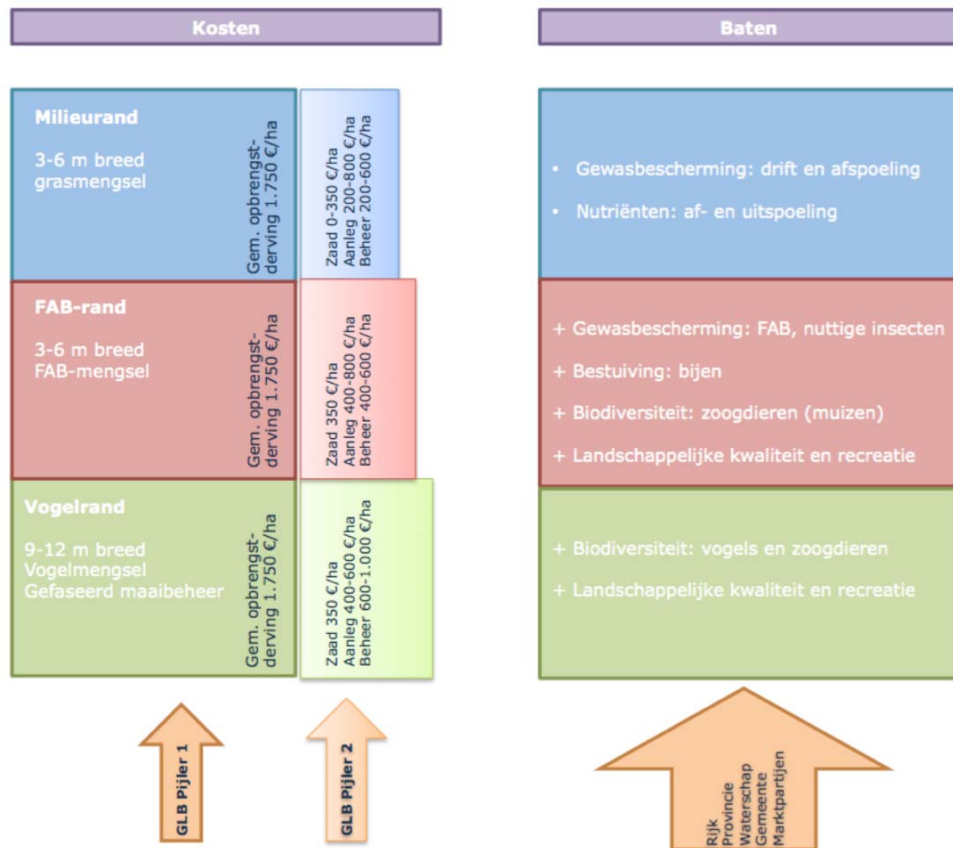 Kosten
Baten
Milieurand
3-6 m breed
grasmengsel
Gem. opbrengst-
derving 1.750 €/ha
Zaad 0-350 €/ha
Aanleg 200-800 €/ha
Beheer 200-600 €/ha
• Gewasbescherming: drift en afspoeling
• Nutriënten: af- en uitspoeling
FAB-rand
3-6 m breed
FAB-mengsel
Gem. opbrengst-
derving 1.750 €/ha
Zaad 350 €/ha
Aanleg 400-800 €/ha
Beheer 400-600 €/ha
+ Gewasbescherming: FAB, nuttige insecten
+ Bestuiving: bijen
+ Biodiversiteit: zoogdieren (muizen)
+ Landschappelijke kwaliteit en recreatie
Vogelrand
9-12 m breed
Vogelmengsel
Gefaseerd maaibeheer
Gem. opbrengst-
derving 1.750 €/ha
Zaad 350 €/ha
Aanleg 400-600 €/ha
Beheer 600-1.000 €/ha
+ Biodiversiteit: vogels en zoogdieren
+ Landschappelijke kwaliteit en recreatie
GLB Pijler 1
GLB Pijler 2
Rijk
Provincie
Waterschap
Gemeente
Marktpartijen